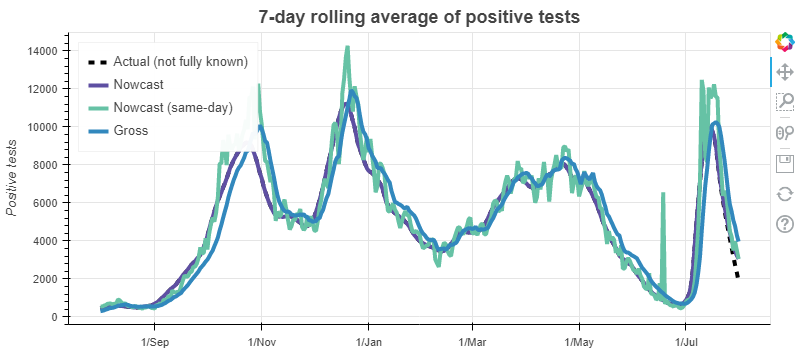 7-day rolling average of positive tests
Actual (not fully known)
Nowcast
Nowcast (same-day)
Gross
Positive tests
14000
12000
10000
8000
6000
4000
2000
0
1/Sep
1/Nov
1/Jan
1/Mar
1/May
1/Jul